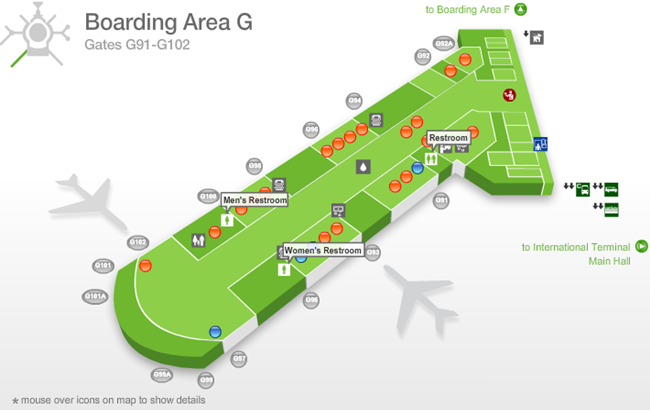 to Boarding Area F
Boarding Area G
Gates G91-G102
G92A
G92
G94
G96
Restroom
G98
G100
Men's Restroom
G91
G102
to International Terminal
Main Hall
Women's Restroom
G93
G101
G101A
G97
G99A
G99
* mouse over icons on map to show details